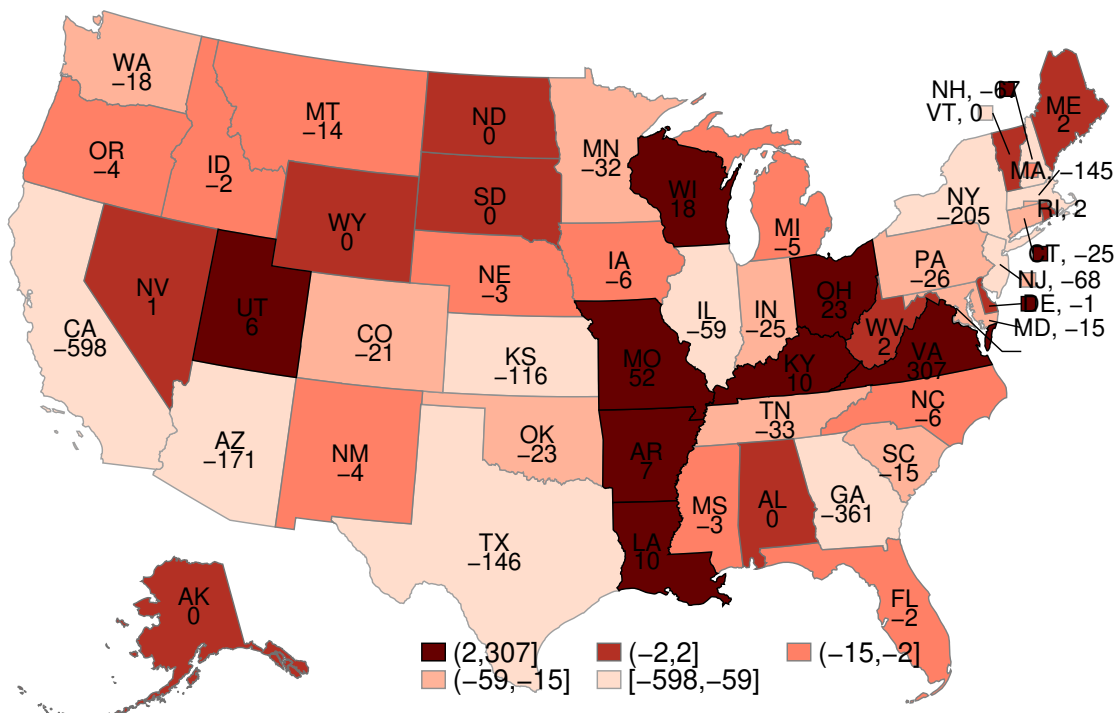 WA
−18
MT
−14
ND
0
MN
−32
NH, −67
VT, 0
ME
2
OR
−4
ID
−2
SD
0
WI
18
MA, −145
WY
0
MI
−5
NY
−205
RI, 2
NE
−3
IA
−6
PA
−26
CT, −25
NJ, −68
NV
1
UT
6
CO
−21
IL
−59
IN
−25
OH
23
DE, −1
MD, −15
CA
−598
KS
−116
MO
52
KY
10
WV
2
VA
307
AZ
−171
NM
−4
OK
−23
AR
7
TN
−33
NC
−6
SC
−15
TX
−146
LA
10
MS
−3
AL
0
GA
−361
AK
0
FL
−2
(2,307]
(−2,2]
(−15,−2]
(−59,−15]
[−598,−59]